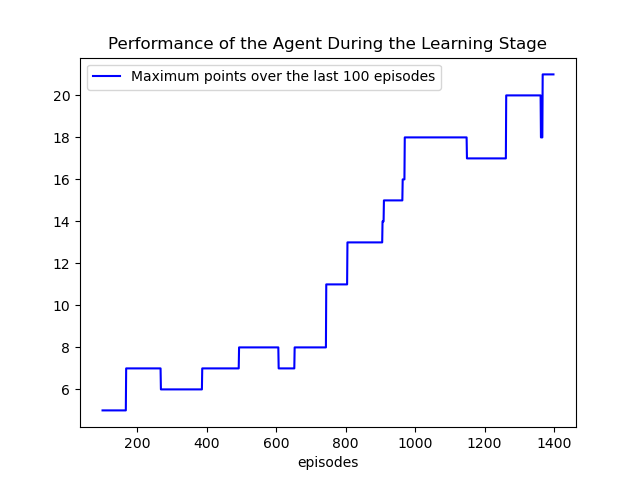 Performance of the Agent During the Learning Stage
Maximum points over the last 100 episodes
20
18
16
14
12
10
8
6
200 400 600 800 1000 1200 1400
episodes